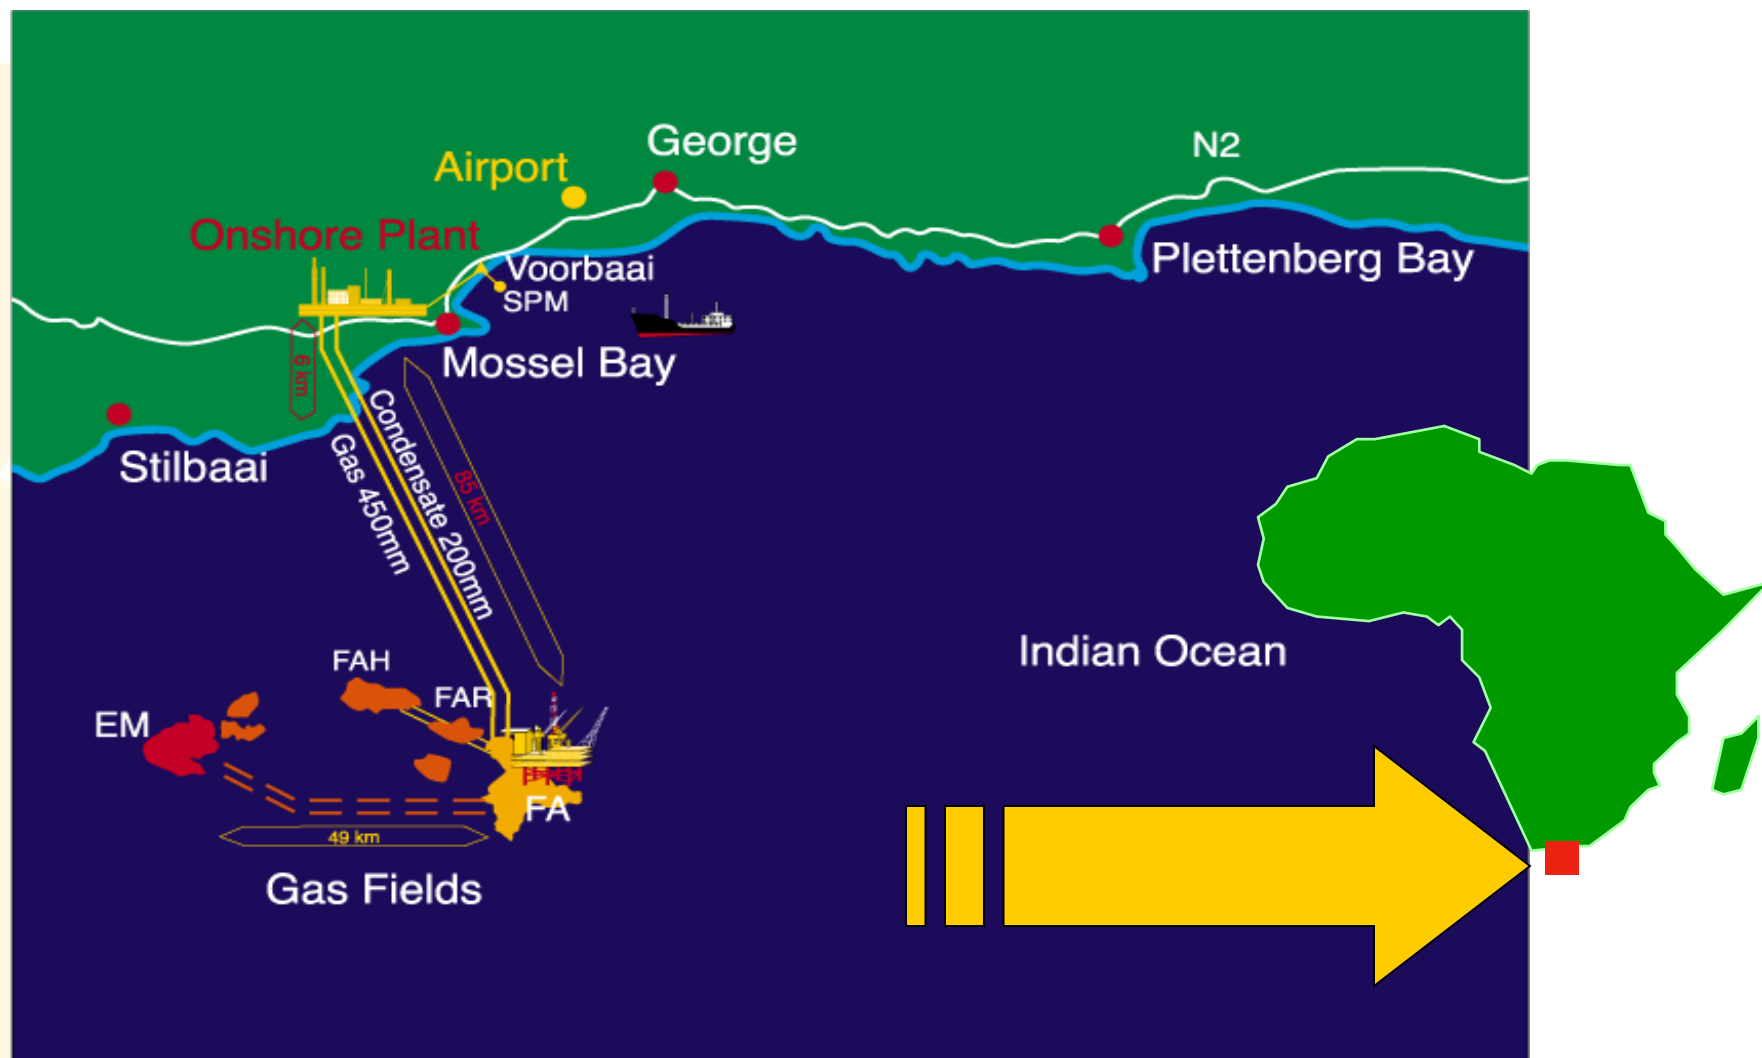 George
N2
Airport
Onshore Plant
Plettenberg Bay
Voorbaai
SPM
Mossel Bay
6 km
Stilbaai
Gas 450mm
Condensate 200mm
85 km
Indian Ocean
FAH
FAR
EM
FA
49 km
Gas Fields